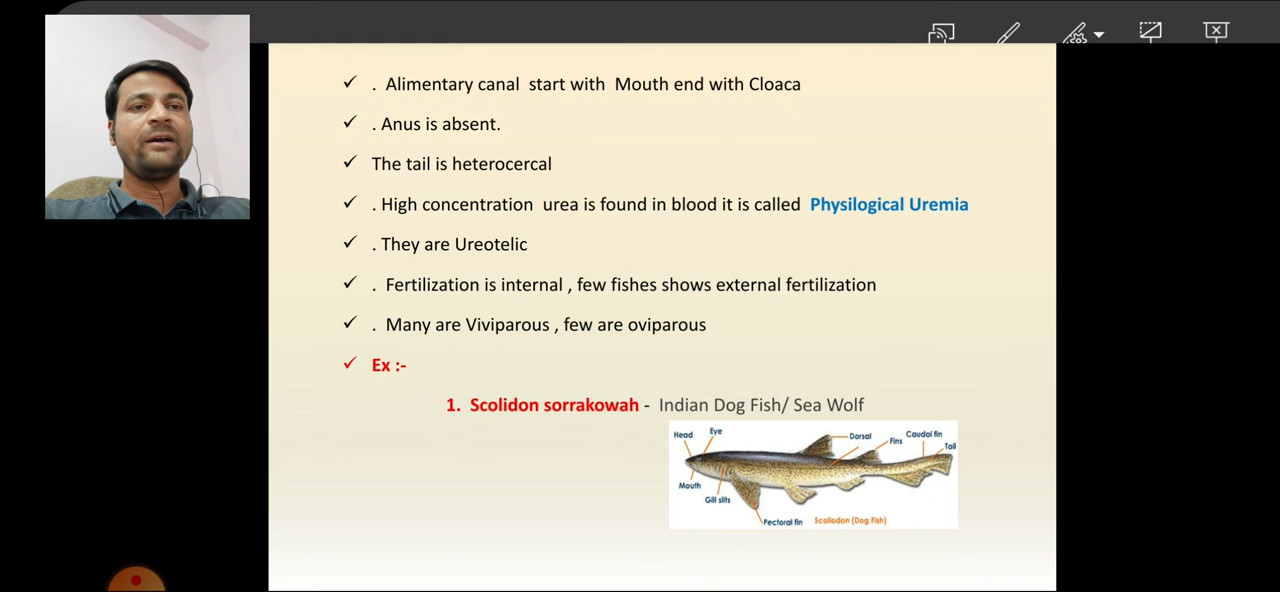 . Alimentary canal start with Mouth end with Cloaca
. Anus is absent.
The tail is heterocercal
. High concentration urea is found in blood it is called Physilogical Uremia
. They are Ureotelic
. Fertilization is internal , few fishes shows external fertilization
. Many are Viviparous , few are oviparous
Ex :-
1. Scolidon sorrakowah - Indian Dog Fish/ Sea Wolf
Head
Eye
Dorsal
Fins
Caudal fin
Tail
Mouth
Gill slits
Pectoral fin
Scoliodon (Dog Fish)